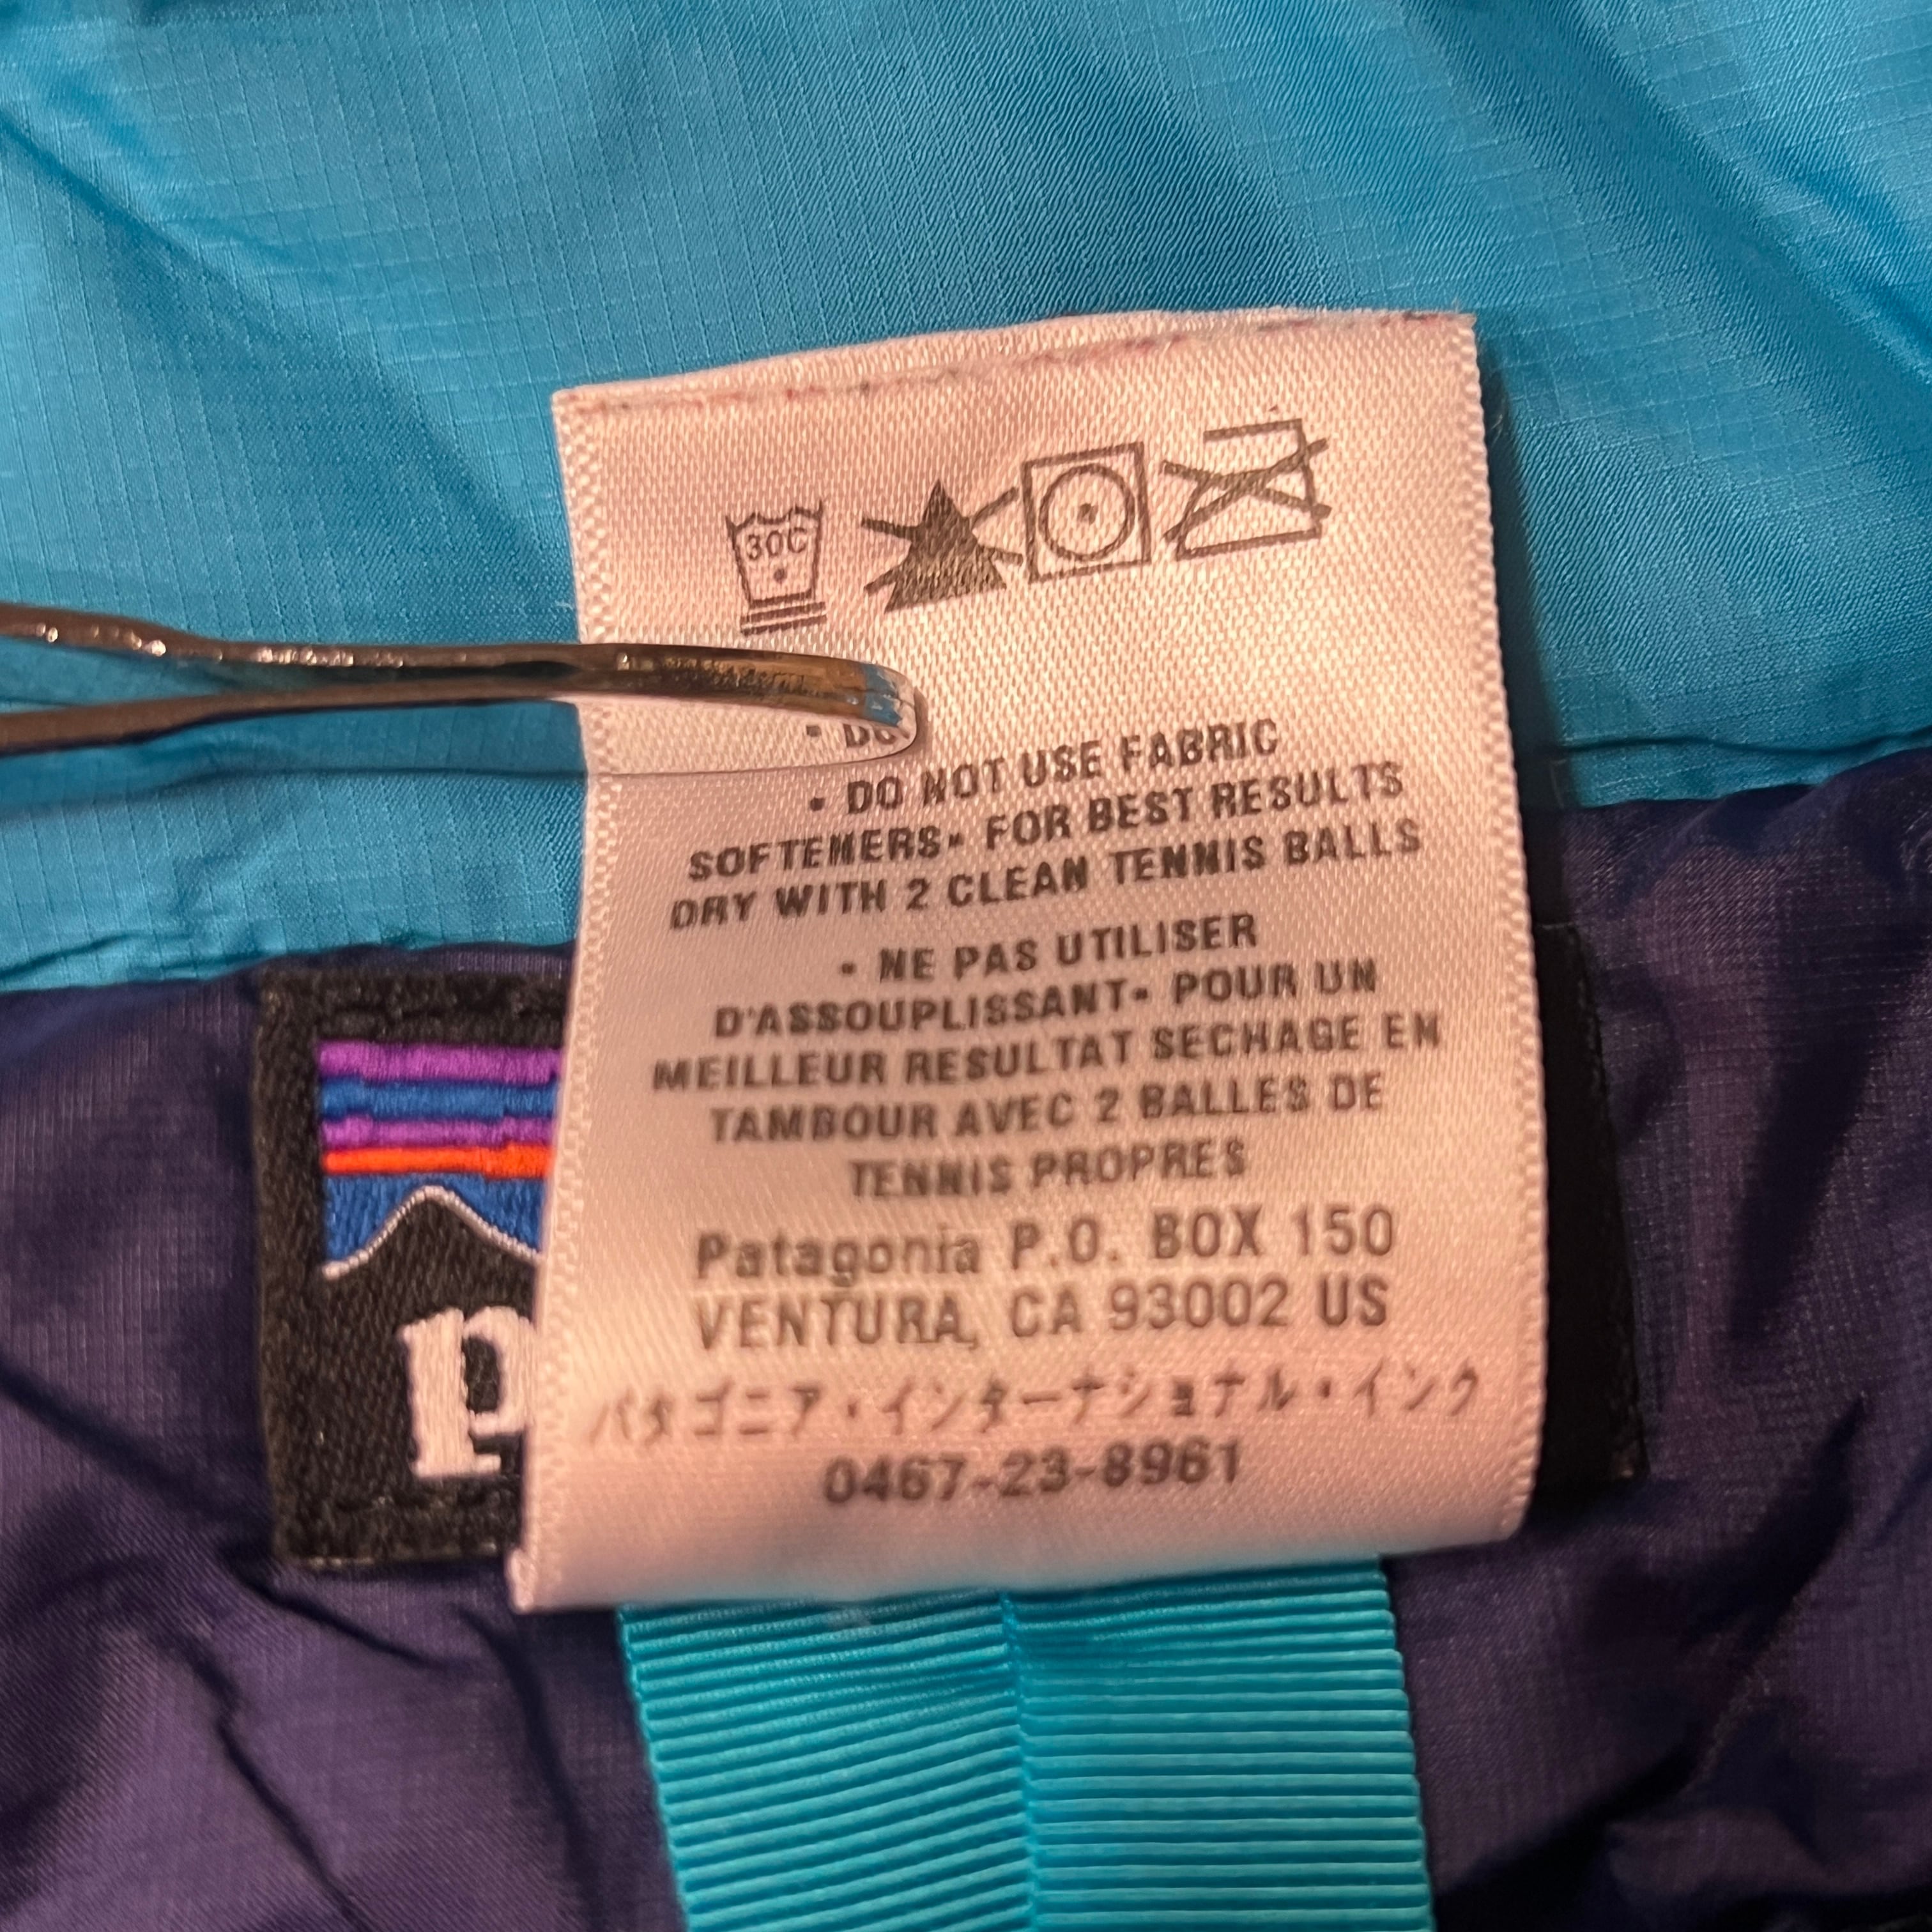 30C
• DO
• DO NOT USE FABRIC
SOFTENERS• FOR BEST RESULTS
DRY WITH 2 CLEAN TENNIS BALLS
• NE PAS UTILISER
D'ASSOUPLISSANT• POUR UN
MEILLEUR RESULTAT SECHAGE EN
TAMBOUR AVEC 2 BALLES DE
TENNIS PROPRES
Patagonia P.O. BOX 150
VENTURA, CA 93002 US
パタゴニア・インターナショナル・インク
0467-23-8961
p